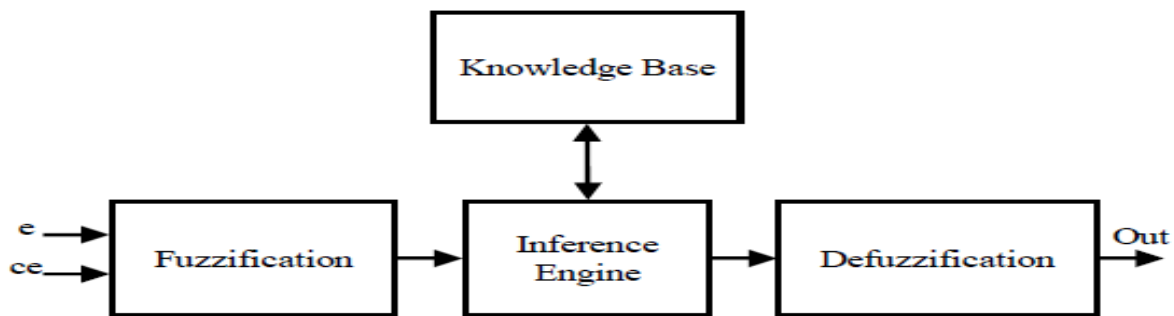 Knowledge Base
e
ce
Fuzzification
Inference
Engine
Defuzzification
Out